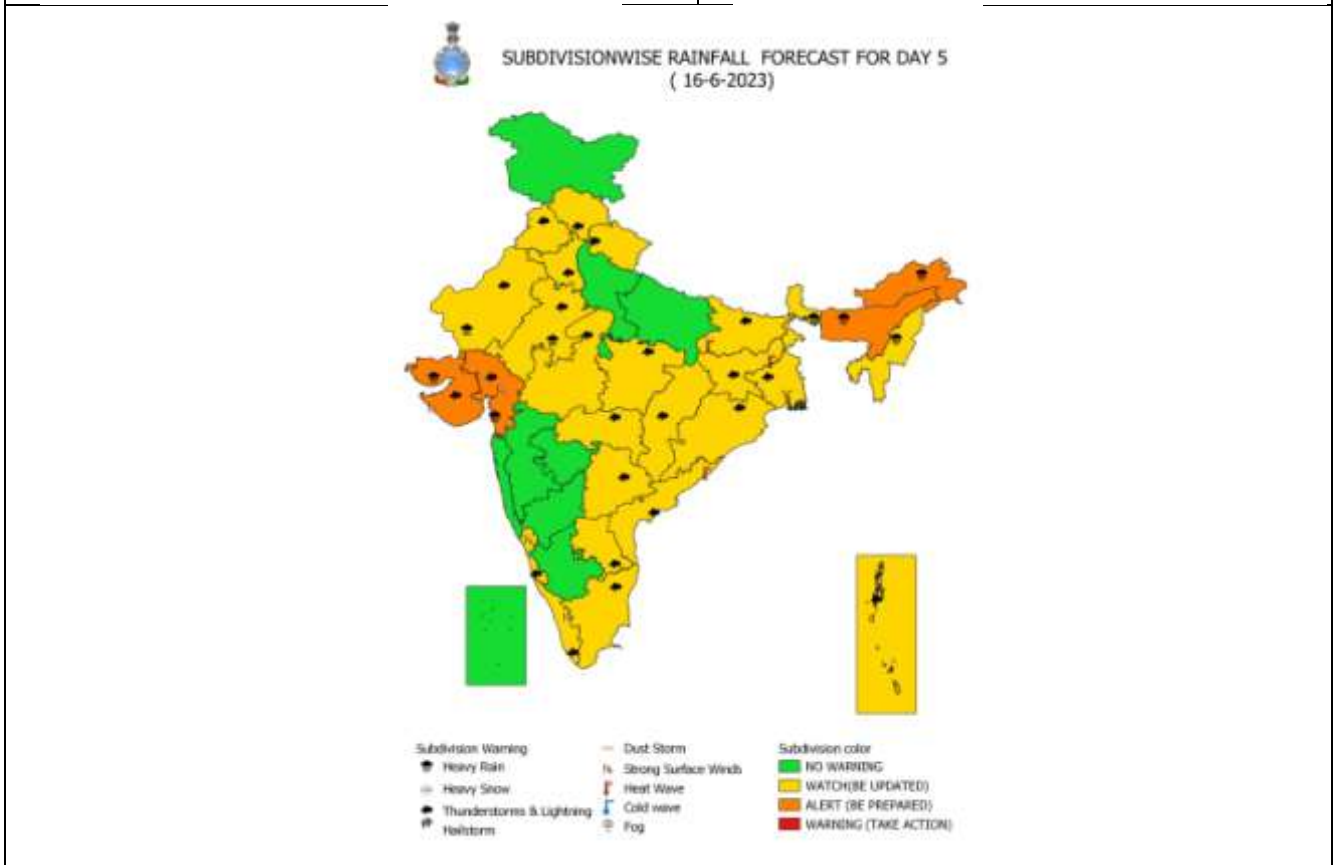 SUBDIVISIONWISE RAINFALL FORECAST FOR DAY 5
( 16-6-2023)
Subdivision Warning
Heavy Rain
Heavy Snow
Thunderstorms & Lightning
Hailstorm
Dust Storm
Strong Surface Winds
Heat Wave
Cold wave
Fog
Subdivision color
NO WARNING
WATCH(BE UPDATED)
ALERT (BE PREPARED)
WARNING (TAKE ACTION)